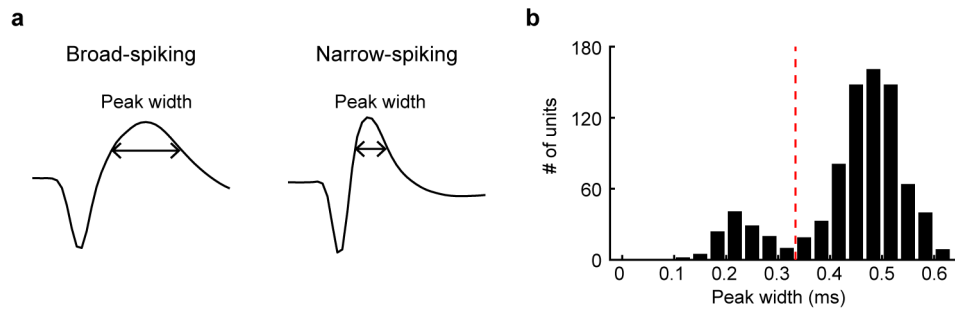 a
Broad-spiking
Narrow-spiking
Peak width
Peak width
b
# of units
180
120
60
0
0 0.1 0.2 0.3 0.4 0.5 0.6
Peak width (ms)